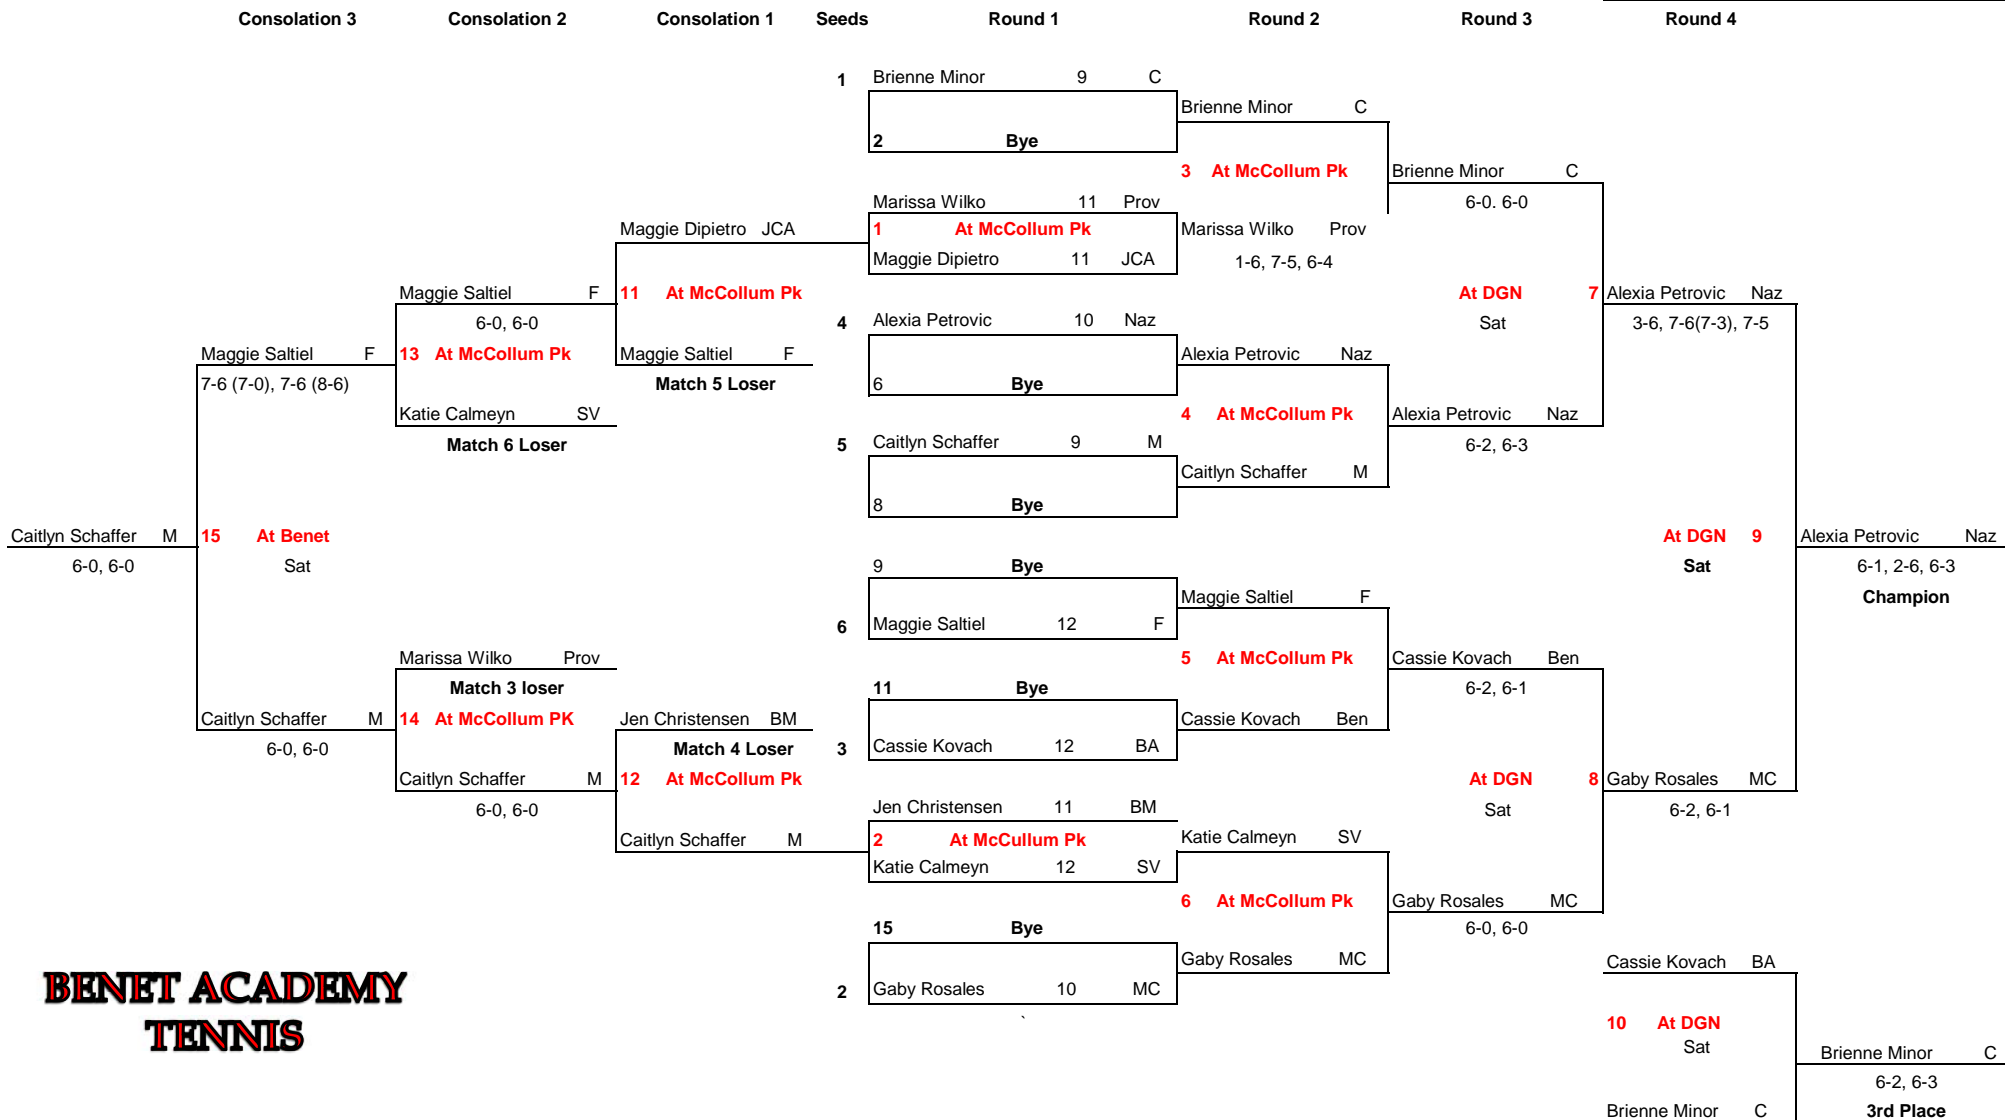 Consolation 3 Consolation 2 Consolation 1 Seeds Round 1 Round 2 Round 3 Round 4
1 Brienne Minor 9 C
Brienne Minor C
2 Bye
3 At McCollum Pk Brienne Minor C
Marissa Wilko 11 Prov 6-0. 6-0
Maggie Dipietro JCA 1 At McCollum Pk Marissa Wilko Prov
Maggie Dipietro 11 JCA 1-6, 7-5, 6-4
Maggie Saltiel F 11 At McCollum Pk At DGN 7 Alexia Petrovic Naz
6-0, 6-0 4 Alexia Petrovic 10 Naz Sat 3-6, 7-6(7-3), 7-5
Maggie Saltiel F 13 At McCollum Pk Maggie Saltiel F Alexia Petrovic Naz
7-6 (7-0), 7-6 (8-6) Match 5 Loser 6 Bye
Katie Calmeyn SV 4 At McCollum Pk Alexia Petrovic Naz
Match 6 Loser 5 Caitlyn Schaffer 9 M 6-2, 6-3
Caitlyn Schaffer M
8 Bye
Caitlyn Schaffer M 15 At Benet At DGN 9 Alexia Petrovic Naz
6-0, 6-0 Sat 9 Bye Sat 6-1, 2-6, 6-3
Maggie Saltiel F Champion
6 Maggie Saltiel 12 F
Marissa Wilko Prov 5 At McCollum Pk Cassie Kovach Ben
Match 3 loser 11 Bye 6-2, 6-1
Caitlyn Schaffer M 14 At McCollum PK Jen Christensen BM Cassie Kovach Ben
6-0, 6-0 Match 4 Loser 3 Cassie Kovach 12 BA
Caitlyn Schaffer M 12 At McCollum Pk At DGN 8 Gaby Rosales MC
6-0, 6-0 Jen Christensen 11 BM Sat 6-2, 6-1
Caitlyn Schaffer M 2 At McCullum Pk Katie Calmeyn SV
Katie Calmeyn 12 SV
6 At McCollum Pk Gaby Rosales MC
15 Bye 6-0, 6-0
Gaby Rosales MC Cassie Kovach BA
2 Gaby Rosales 10 MC
`
BENET ACADEMY
TENNIS
10 At DGN
Sat
Brienne Minor C
6-2, 6-3
Brienne Minor C 3rd Place